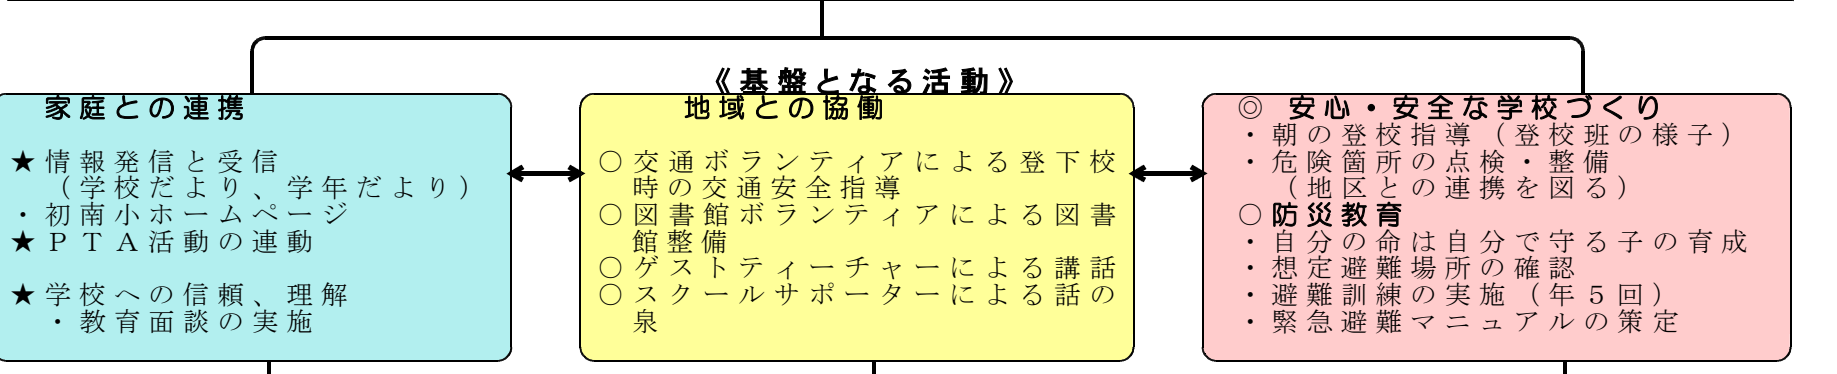 《基盤となる活動》
家庭との連携
★情報発信と受信
（学校だより、学年だより）
・初南小ホームページ
★ＰＴＡ活動の連動
★学校への信頼、理解
・教育面談の実施
地域との協働
○交通ボランティアによる登下校
時の交通安全指導
○図書館ボランティアによる図書
館整備
○ゲストティーチャーによる講話
○スクールサポーターによる話の
泉
◎ 安心・安全な学校づくり
・朝の登校指導（登校班の様子）
・危険箇所の点検・整備
（地区との連携を図る）
○防災教育
・自分の命は自分で守る子の育成
・想定避難場所の確認
・避難訓練の実施（年５回）
・緊急避難マニュアルの策定